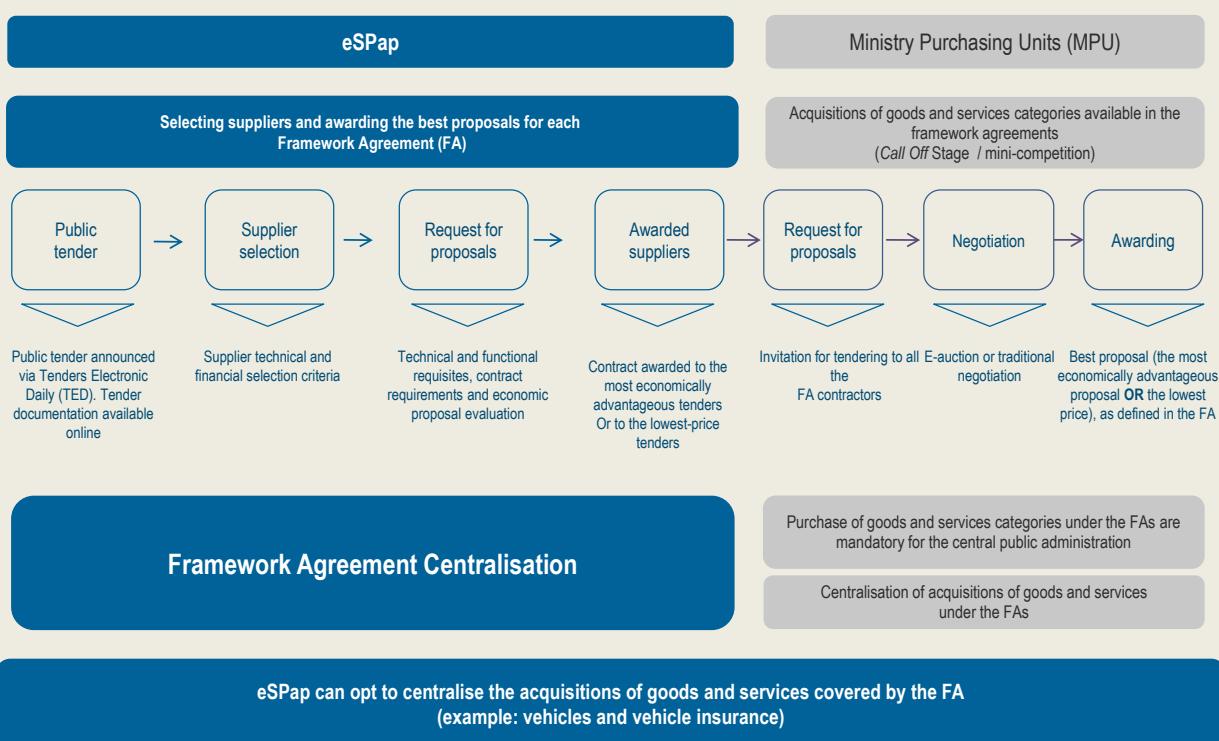 eSPap
Ministry Purchasing Units (MPU)
Selecting suppliers and awarding the best proposals for each
Framework Agreement (FA)
Acquisitions of goods and services categories available in the
framework agreements
(Call Off Stage / mini-competition)
Public
tender
Supplier
selection
Request for
proposals
Awarded
suppliers
Request for
proposals
Negotiation
Awarding
Public tender announced
via Tenders Electronic
Daily (TED). Tender
documentation available
online
Supplier technical and
financial selection criteria
Technical and functional
requisites, contract
requirements and economic
proposal evaluation
Contract awarded to the
most economically
advantageous tenders
Or to the lowest-price
tenders
Invitation for tendering to all
the
FA contractors
E-auction or traditional
negotiation
Best proposal (the most
economically advantageous
proposal OR the lowest
price), as defined in the FA
Framework Agreement Centralisation
Purchase of goods and services categories under the FAs are
mandatory for the central public administration
Centralisation of acquisitions of goods and services
under the FAs
eSPap can opt to centralise the acquisitions of goods and services covered by the FA
(example: vehicles and vehicle insurance)